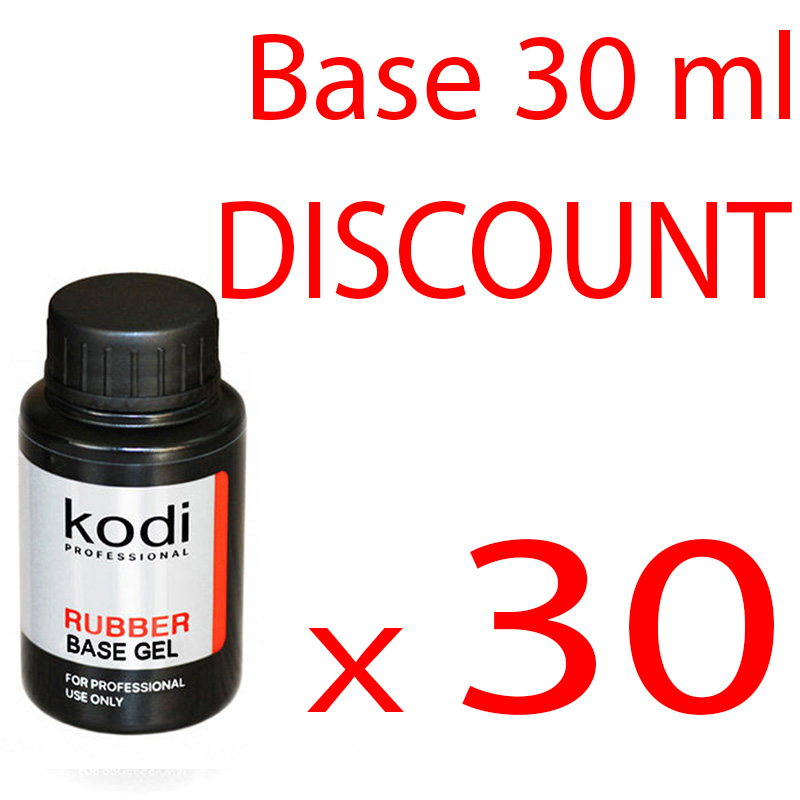 Base 30 ml
DISCOUNT
kodi
PROFESSIONAL
RUBBER
BASE GEL
FOR PROFESSIONAL
USE ONLY
x 30